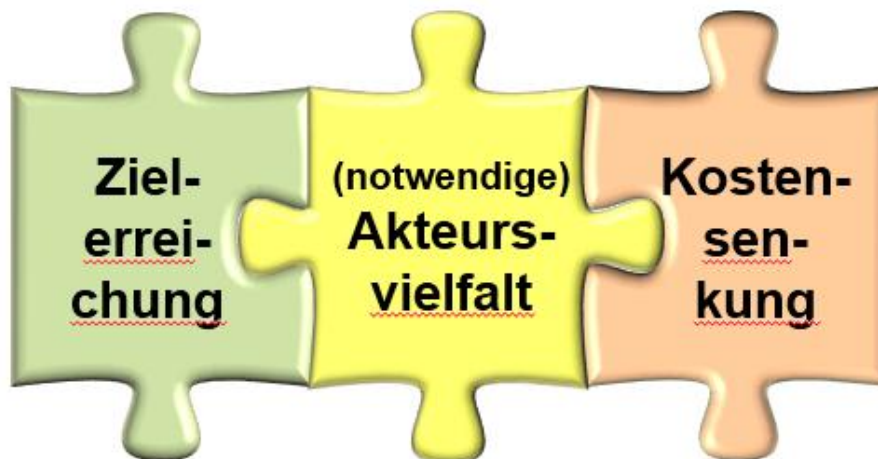 Ziel-
errei-
chung
(notwendige)
Akteurs-
vielfalt
Kosten-
sen-
kung